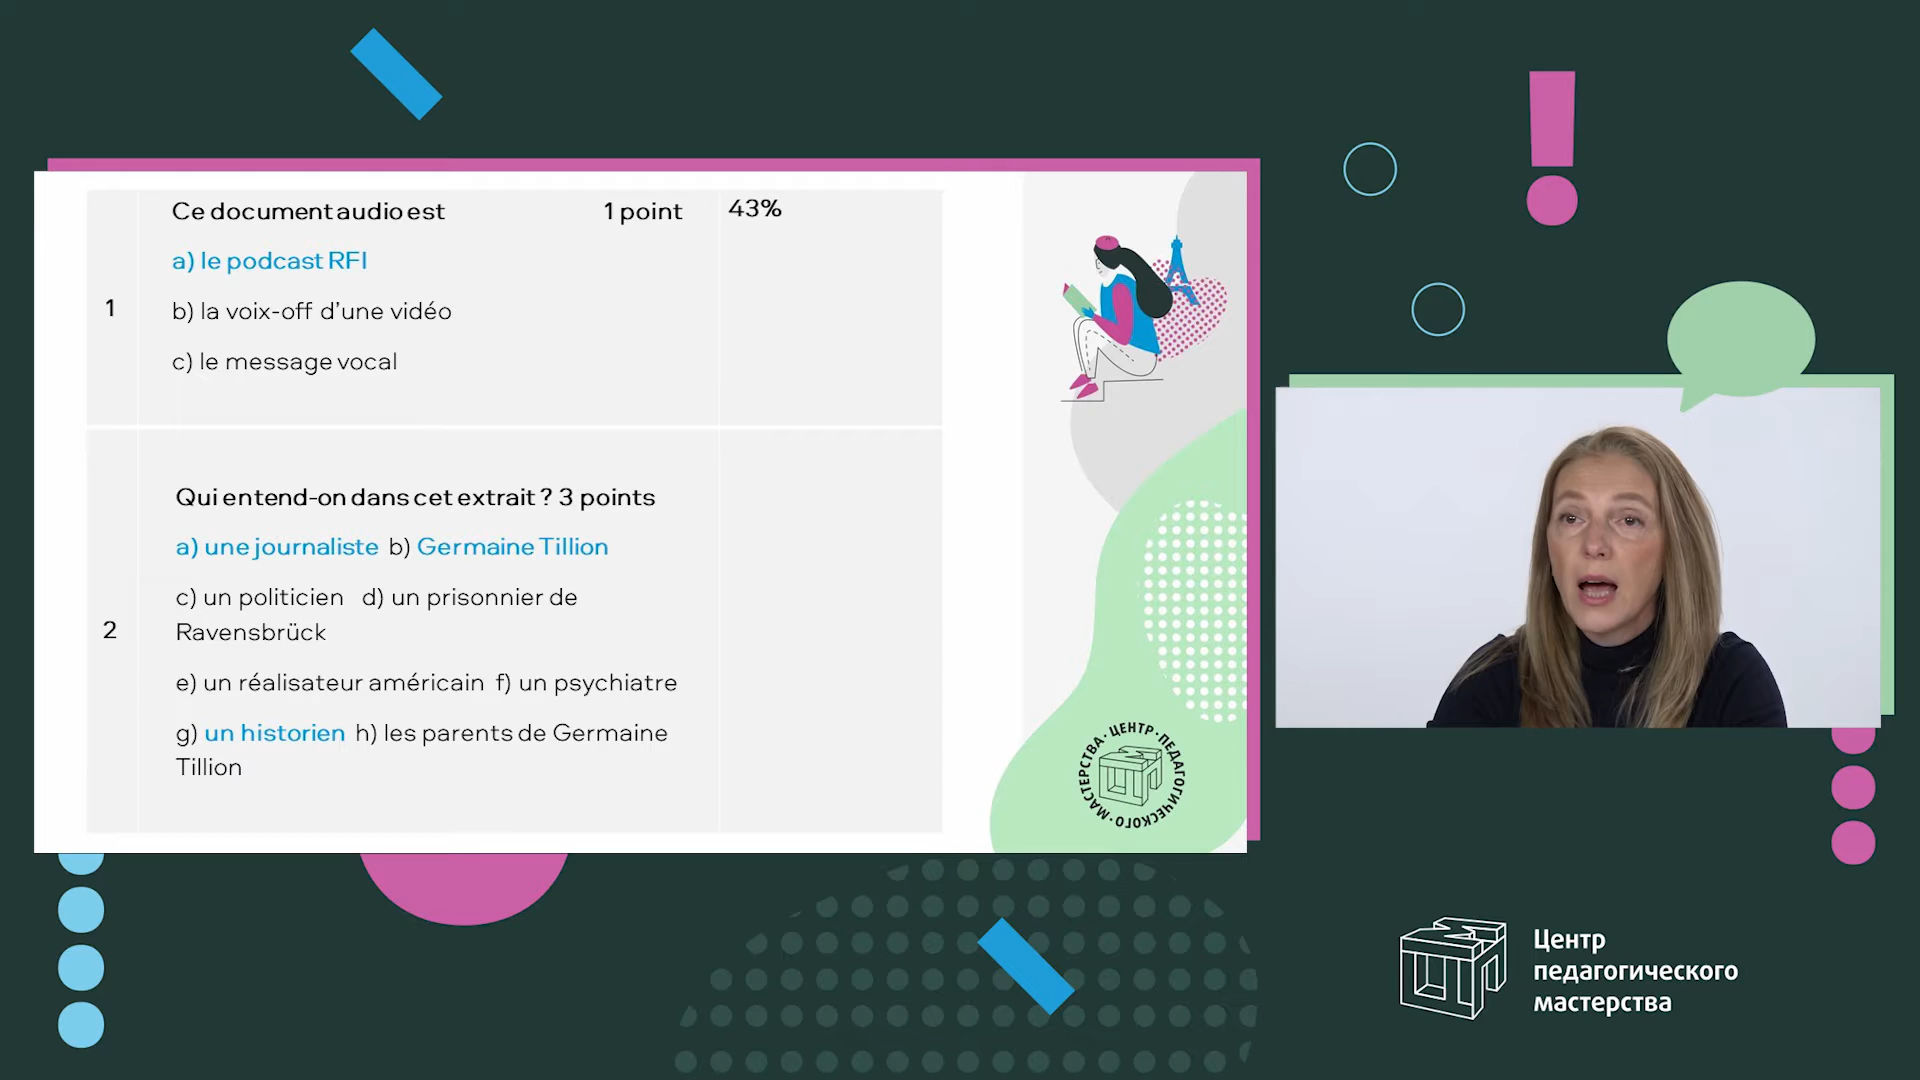 Ce document audio est 1 point 43%
a) le podcast RFI
1
b) la voix-off d'une vidéo
c) le message vocal
Qui entend-on dans cet extrait ? 3 points
a) une journaliste b) Germaine Tillion
c) un politicien d) un prisonnier de
Ravensbrück
2
e) un réalisateur américain f) un psychiatre
g) un historien h) les parents de Germaine
Tillion
ЦЕНТР · ПЕДАГОГИЧЕСКОГО · МАСТЕРСТВА ·
Центр
педагогического
мастерства